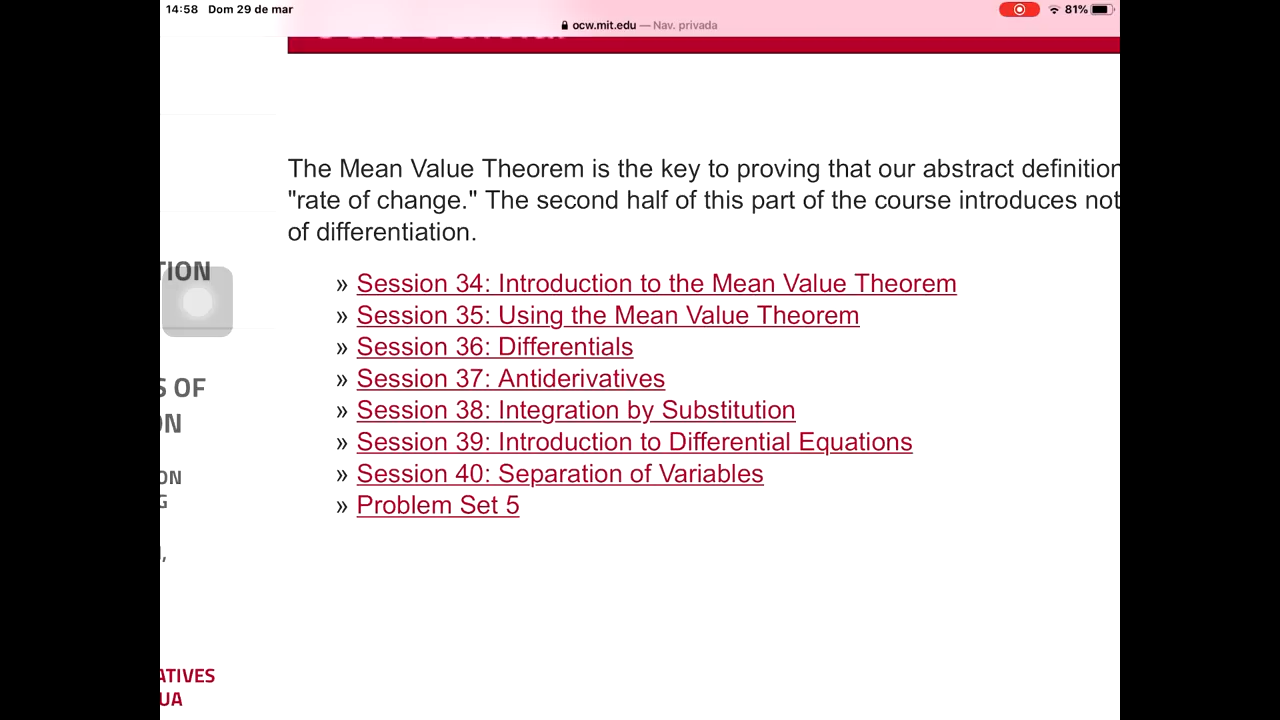 14:58 Dom 29 de mar
81%
ocw.mit.edu — Nav. privada
The Mean Value Theorem is the key to proving that our abstract definition
"rate of change." The second half of this part of the course introduces not
of differentiation.
» Session 34: Introduction to the Mean Value Theorem
» Session 35: Using the Mean Value Theorem
» Session 36: Differentials
» Session 37: Antiderivatives
» Session 38: Integration by Substitution
» Session 39: Introduction to Differential Equations
» Session 40: Separation of Variables
» Problem Set 5
TION
S OF
ON
ON
G
,
ATIVES
UA